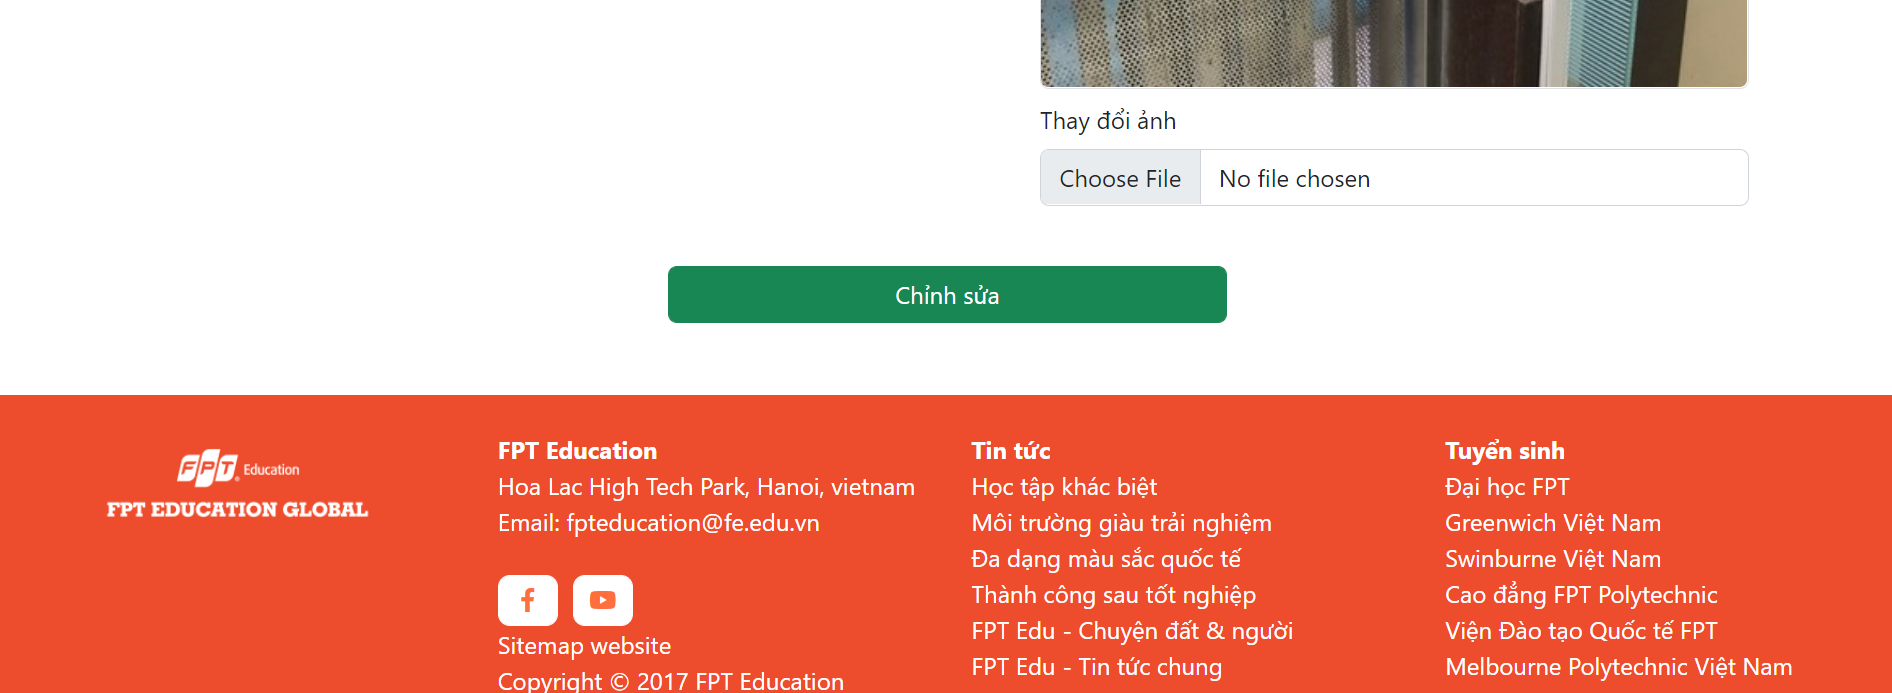 Thay đổi ảnh
Choose File No file chosen
Chỉnh sửa
FPT Education
FPT EDUCATION GLOBAL
FPT Education
Hoa Lac High Tech Park, Hanoi, vietnam
Email: fpteducation@fe.edu.vn
Sitemap website
Copyright © 2017 FPT Education
Tin tức
Học tập khác biệt
Môi trường giàu trải nghiệm
Đa dạng màu sắc quốc tế
Thành công sau tốt nghiệp
FPT Edu - Chuyện đất & người
FPT Edu - Tin tức chung
Tuyển sinh
Đại học FPT
Greenwich Việt Nam
Swinburne Việt Nam
Cao đẳng FPT Polytechnic
Viện Đào tạo Quốc tế FPT
Melbourne Polytechnic Việt Nam